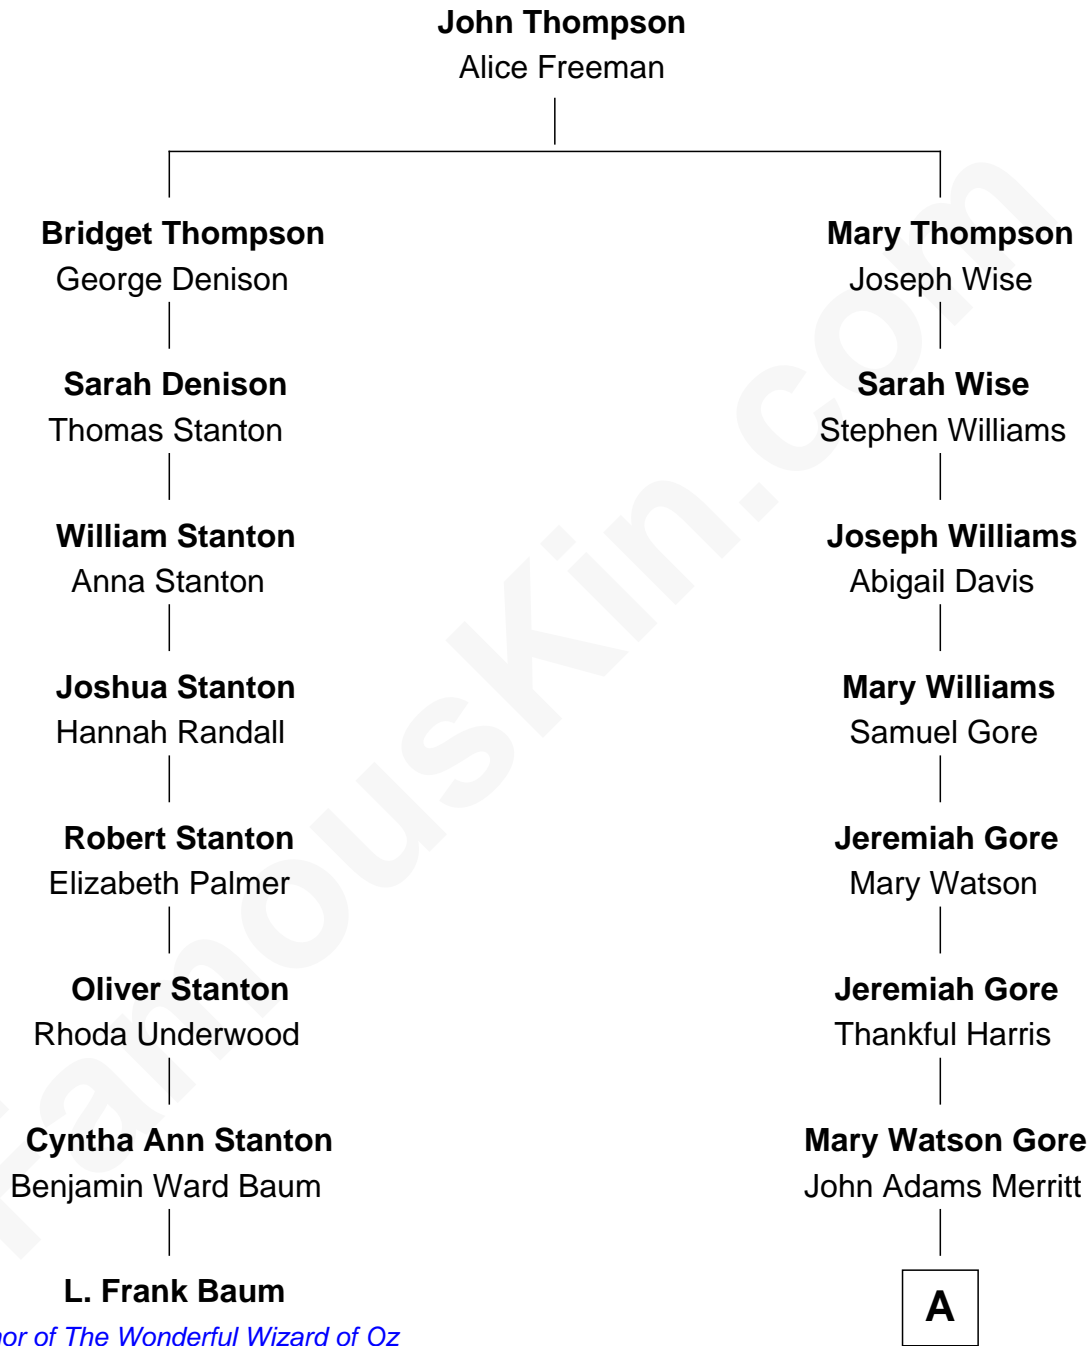 John Thompson
Alice Freeman
Bridget Thompson
George Denison
Mary Thompson
Joseph Wise
Sarah Denison
Thomas Stanton
Sarah Wise
Stephen Williams
William Stanton
Anna Stanton
Joseph Williams
Abigail Davis
Joshua Stanton
Hannah Randall
Mary Williams
Samuel Gore
Robert Stanton
Elizabeth Palmer
Jeremiah Gore
Mary Watson
Oliver Stanton
Rhoda Underwood
Jeremiah Gore
Thankful Harris
Cyntha Ann Stanton
Benjamin Ward Baum
Mary Watson Gore
John Adams Merritt
L. Frank Baum
A
of The Wonderful Wizard of Oz
FamousKin.com